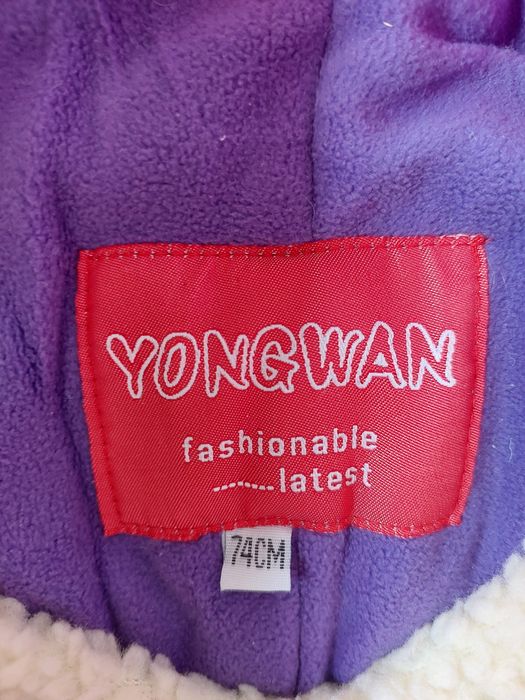 YONGWAN
fashionable
........latest
74CM